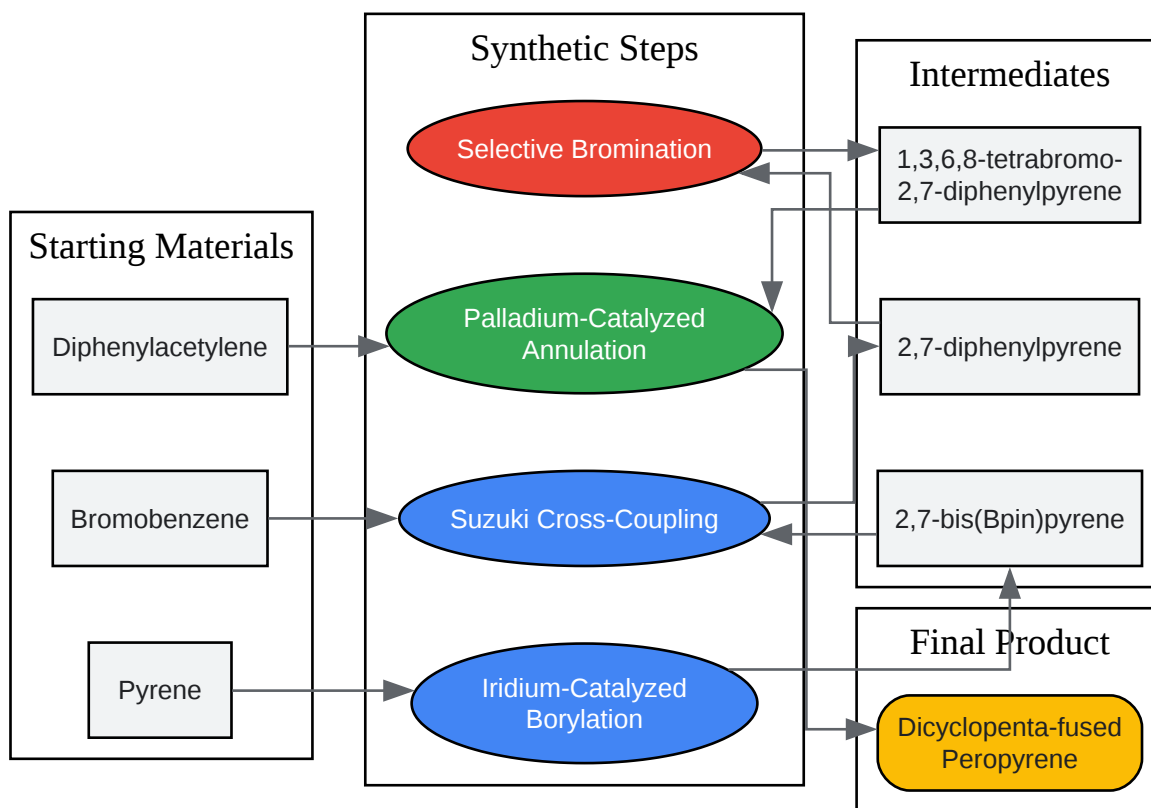 Starting Materials
Diphenylacetylene
Bromobenzene
Pyrene
Synthetic Steps
Selective Bromination
Palladium-Catalyzed
Annulation
Suzuki Cross-Coupling
Iridium-Catalyzed
Borylation
Intermediates
1,3,6,8-tetrabromo-
2,7-diphenylpyrene
2,7-diphenylpyrene
2,7-bis(Bpin)pyrene
Final Product
Dicyclopenta-fused
Peropyrene